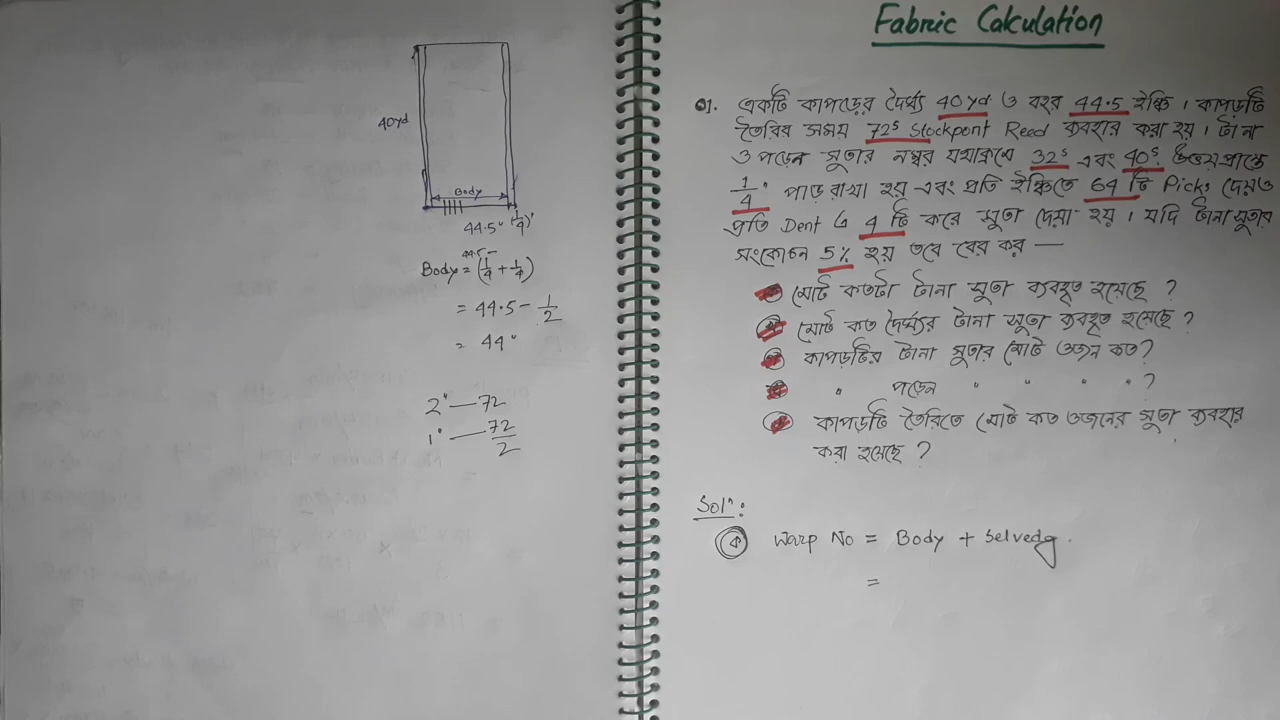 40yd
Body
44.5" (1/4)"
44.5 -
Body = (1/4 + 1/4)
= 44.5 - 1/2
= 44"
2" — 72
1" — 72/2
Fabric Calculation
01. একটি কাপড়ের দৈর্ঘ্য 40yd ও বহর 44.5 ইঞ্চি। কাপড়টি
তৈরির সময় 72ˢ Stockport Reed ব্যবহার করা হয়। টানা
ও পড়েন সুতার নম্বর যথাক্রমে 32ˢ এবং 40ˢ উভয়প্রান্তে
1/4" পাড় রাখা হয় এবং প্রতি ইঞ্চিতে 64 টি Picks দেয়ও
প্রতি Dent এ 4 টি করে সুতা দেয়া হয়। যদি টানা সুতার
সংকোচন 5% হয় তবে বের কর —
মোট কতটা টানা সুতা ব্যবহৃত হয়েছে ?
মোট কত দৈর্ঘ্যর টানা সুতা ব্যবহৃত হয়েছে ?
কাপড়টির টানা সুতার মোট ওজন কত?
" পড়েন " " " " ?
কাপড়টি তৈরিতে মোট কত ওজনের সুতা ব্যবহার
করা হয়েছে ?
Solⁿ:
ক Warp No = Body + Selvedg.
=